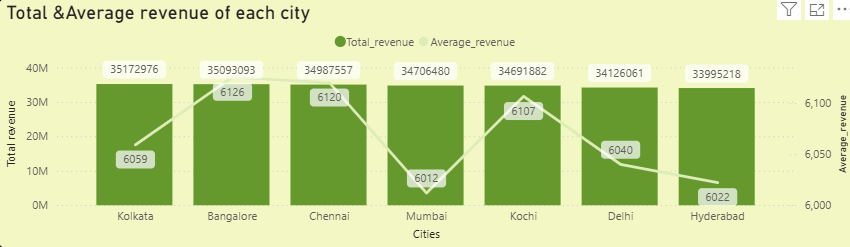 Total &Average revenue of each city
Total_revenue Average_revenue
40M
30M
20M
10M
0M
Total revenue
35172976 35093093 34987557 34706480 34691882 34126061 33995218
6059 6126 6120 6012 6107 6040 6022
6,100
6,050
6,000
Average_revenue
Kolkata Bangalore Chennai Mumbai Kochi Delhi Hyderabad
Cities